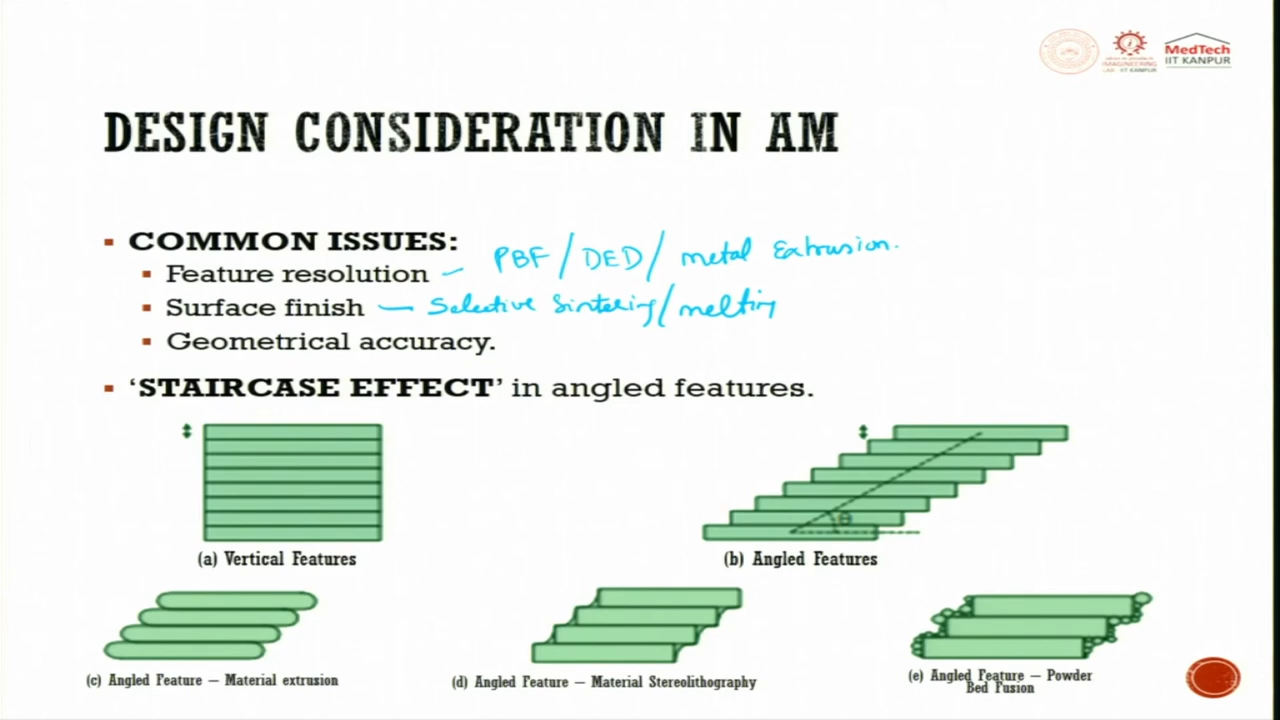 MedTech
IIT KANPUR
DESIGN CONSIDERATION IN AM
COMMON ISSUES:
Feature resolution – PBF / DED / metal Extrusion.
Surface finish — Selective Sintering / melting
Geometrical accuracy.
‘STAIRCASE EFFECT’ in angled features.
θ
(a) Vertical Features
(b) Angled Features
(c) Angled Feature – Material extrusion
(d) Angled Feature – Material Stereolithography
(e) Angled Feature – Powder
Bed Fusion